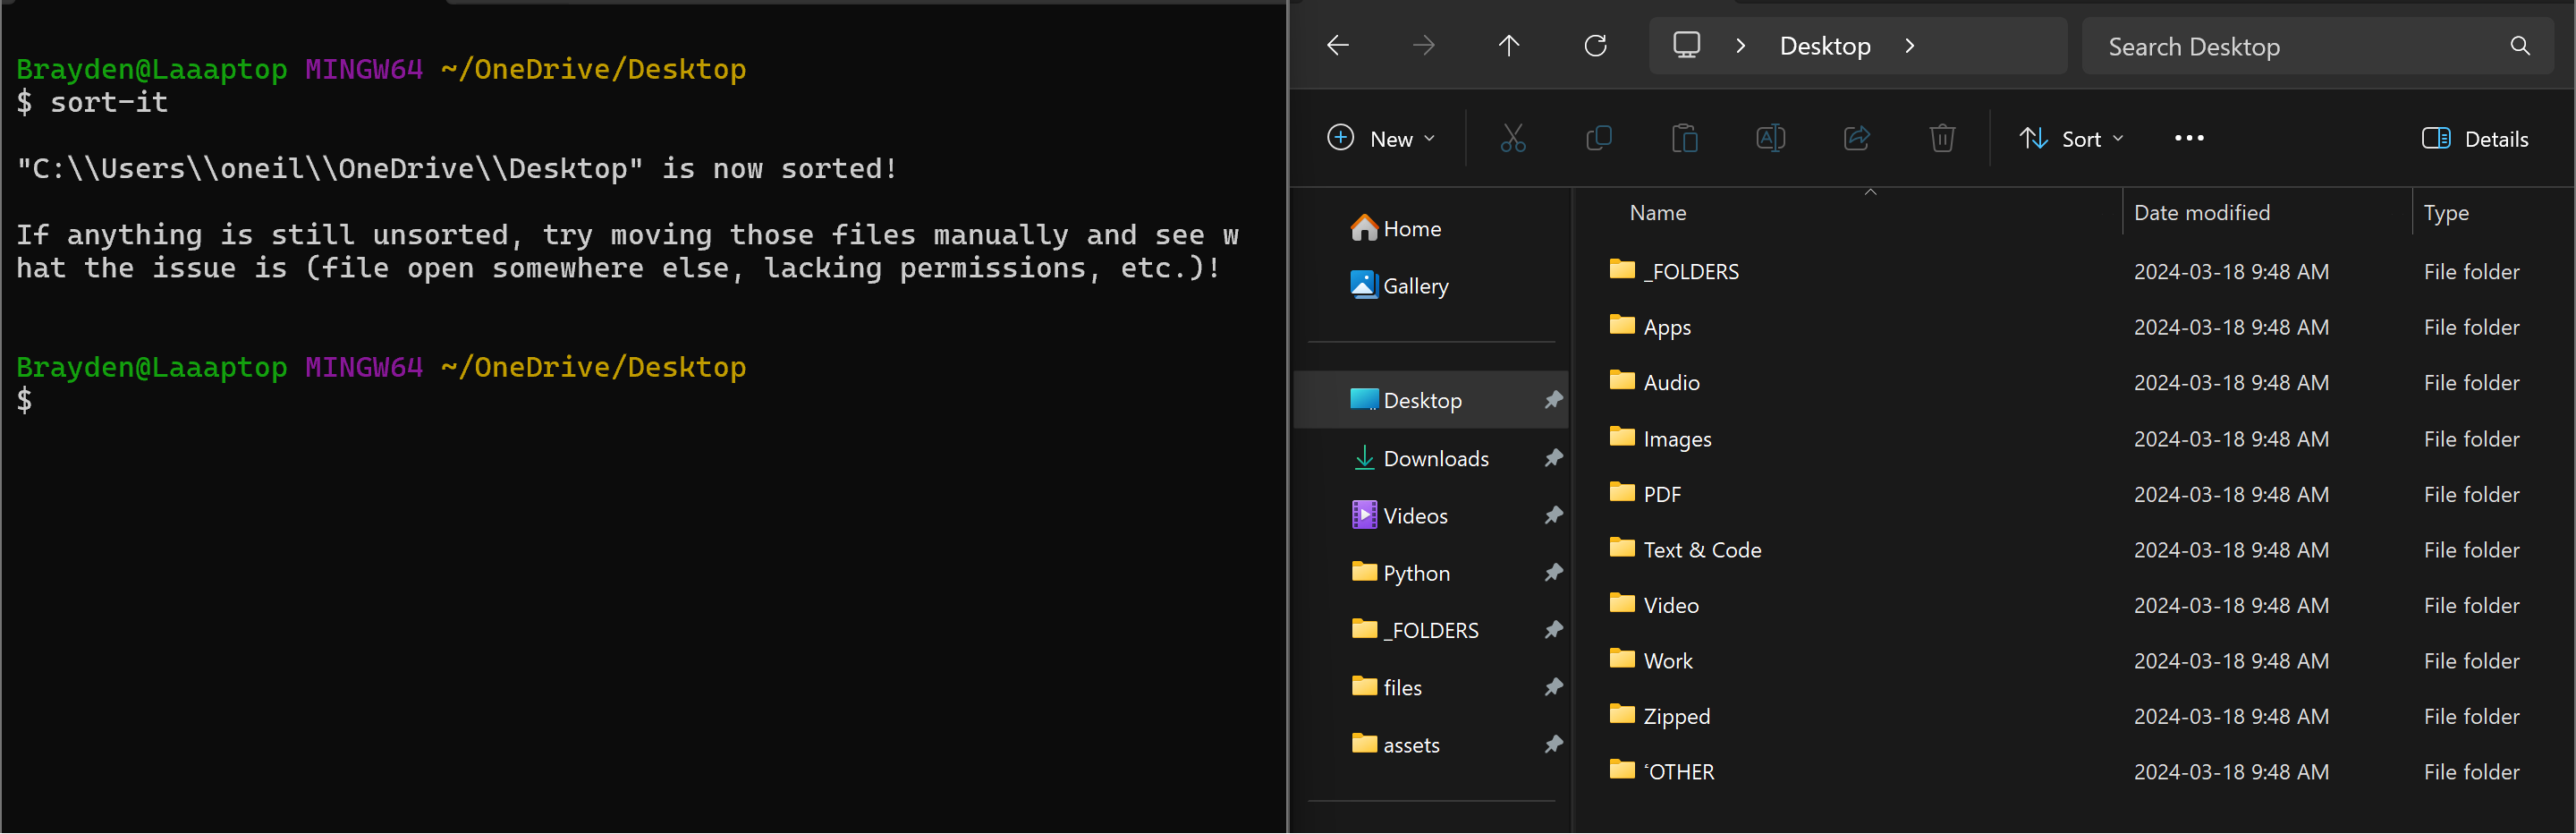 Brayden@Laaaptop MINGW64 ~/OneDrive/Desktop
$ sort-it
"C:\\Users\\oneil\\OneDrive\\Desktop" is now sorted!
If anything is still unsorted, try moving those files manually and see w
hat the issue is (file open somewhere else, lacking permissions, etc.)!
Brayden@Laaaptop MINGW64 ~/OneDrive/Desktop
$
Desktop
Search Desktop
New
Sort
Details
Home
Gallery
Desktop
Downloads
Videos
Python
_FOLDERS
files
assets
Name Date modified Type
_FOLDERS 2024-03-18 9:48 AM File folder
Apps 2024-03-18 9:48 AM File folder
Audio 2024-03-18 9:48 AM File folder
Images 2024-03-18 9:48 AM File folder
PDF 2024-03-18 9:48 AM File folder
Text & Code 2024-03-18 9:48 AM File folder
Video 2024-03-18 9:48 AM File folder
Work 2024-03-18 9:48 AM File folder
Zipped 2024-03-18 9:48 AM File folder
ʻOTHER 2024-03-18 9:48 AM File folder